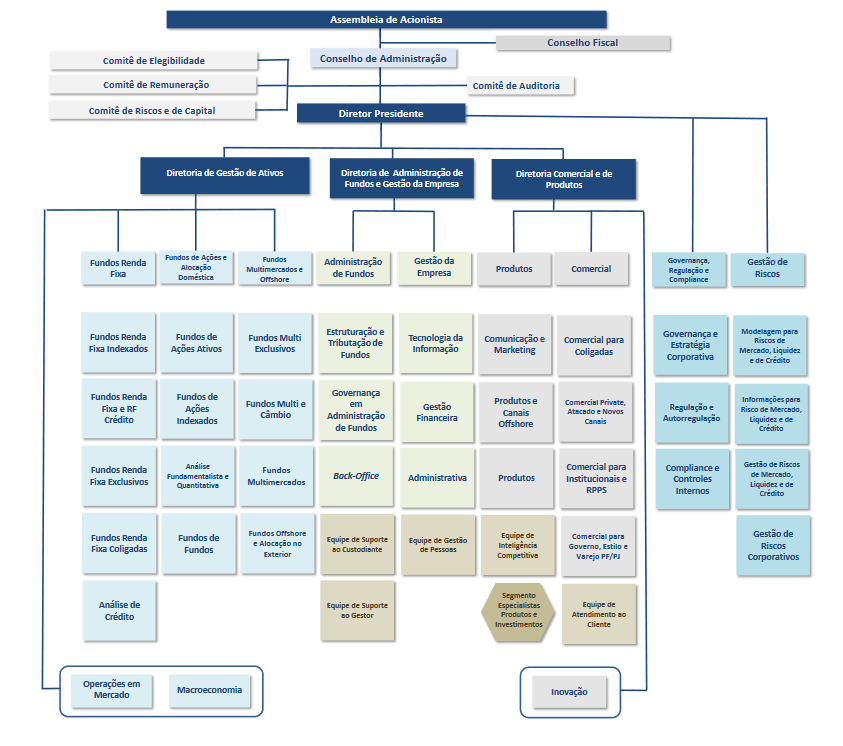 Assembleia de Acionista
Conselho Fiscal
Conselho de Administração
Comitê de Elegibilidade
Comitê de Remuneração
Comitê de Auditoria
Comitê de Riscos e de Capital
Diretor Presidente
Diretoria de Gestão de Ativos
Diretoria de Administração de
Fundos e Gestão da Empresa
Diretoria Comercial e de
Produtos
Fundos Renda
Fixa
Fundos de Ações e
Alocação
Doméstica
Fundos
Multimercados e
Offshore
Administração
de Fundos
Gestão da
Empresa
Produtos
Comercial
Governança,
Regulação e
Compliance
Gestão de
Riscos
Fundos Renda
Fixa Indexados
Fundos de
Ações Ativos
Fundos Multi
Exclusivos
Estruturação e
Tributação de
Fundos
Tecnologia da
Informação
Comunicação e
Marketing
Comercial para
Coligadas
Governança e
Estratégia
Corporativa
Modelagem para
Riscos de
Mercado, Liquidez
e de Crédito
Fundos Renda
Fixa e RF
Crédito
Fundos de
Ações
Indexados
Fundos Multi e
Câmbio
Governança
em
Administração
de Fundos
Gestão
Financeira
Produtos e
Canais
Offshore
Comercial Private,
Atacado e Novos
Canais
Regulação e
Autorregulação
Informações para
Risco de Mercado,
Liquidez e de
Crédito
Fundos Renda
Fixa Exclusivos
Análise
Fundamentalista e
Quantitativa
Fundos
Multimercados
Back-Office
Administrativa
Produtos
Comercial para
Institucionais e
RPPS
Compliance e
Controles
Internos
Gestão de Riscos
de Mercado,
Liquidez e de
Crédito
Fundos Renda
Fixa Coligadas
Fundos de
Fundos
Fundos Offshore
e Alocação no
Exterior
Equipe de Suporte
ao Custodiante
Equipe de Gestão
de Pessoas
Equipe de
Inteligência
Competitiva
Comercial para
Governo, Estilo e
Varejo PF/PJ
Gestão de
Riscos
Corporativos
Análise de
Crédito
Equipe de Suporte
ao Gestor
Segmento
Especialistas
Produtos e
Investimentos
Equipe de
Atendimento ao
Cliente
Operações em
Mercado
Macroeconomia
Inovação